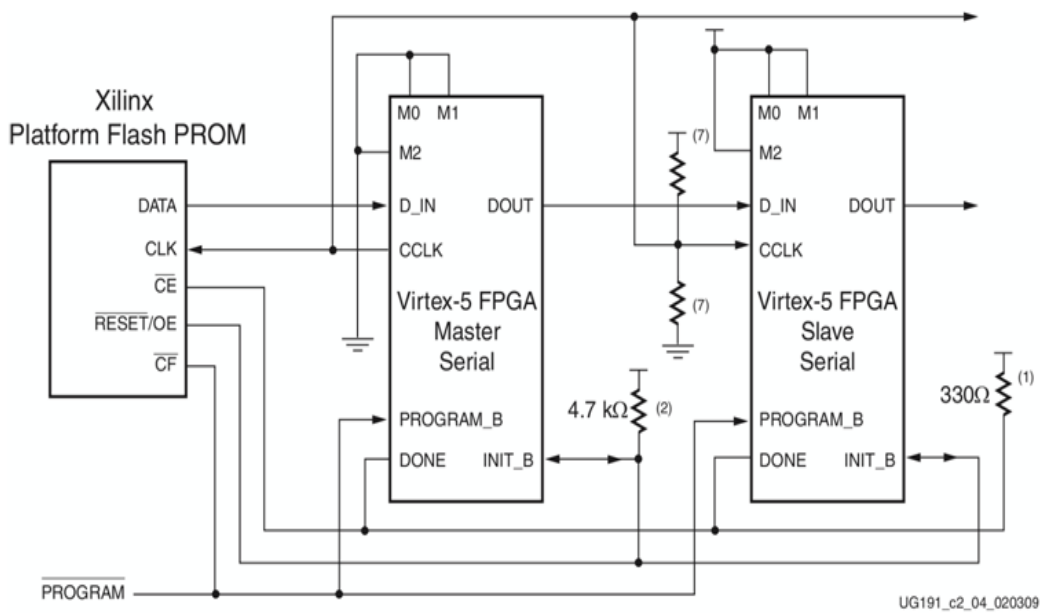 Xilinx
Platform Flash PROM
DATA
CLK
CE
RESET/OE
CF
M0 M1
M2
D_IN DOUT
CCLK
Virtex-5 FPGA
Master
Serial
PROGRAM_B
DONE INIT_B
(7)
(7)
4.7 kΩ (2)
M0 M1
M2
D_IN DOUT
CCLK
Virtex-5 FPGA
Slave
Serial
PROGRAM_B
DONE INIT_B
330Ω (1)
PROGRAM
UG191_c2_04_020309